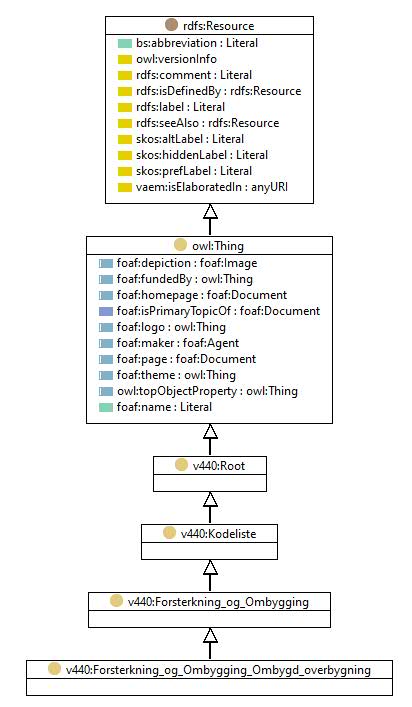 rdfs:Resource
bs:abbreviation : Literal
owl:versionInfo
rdfs:comment : Literal
rdfs:isDefinedBy : rdfs:Resource
rdfs:label : Literal
rdfs:seeAlso : rdfs:Resource
skos:altLabel : Literal
skos:hiddenLabel : Literal
skos:prefLabel : Literal
vaem:isElaboratedIn : anyURI
owl:Thing
foaf:depiction : foaf:Image
foaf:fundedBy : owl:Thing
foaf:homepage : foaf:Document
foaf:isPrimaryTopicOf : foaf:Document
foaf:logo : owl:Thing
foaf:maker : foaf:Agent
foaf:page : foaf:Document
foaf:theme : owl:Thing
owl:topObjectProperty : owl:Thing
foaf:name : Literal
v440:Root
v440:Kodeliste
v440:Forsterkning_og_Ombygging
v440:Forsterkning_og_Ombygging_Ombygd_overbygning